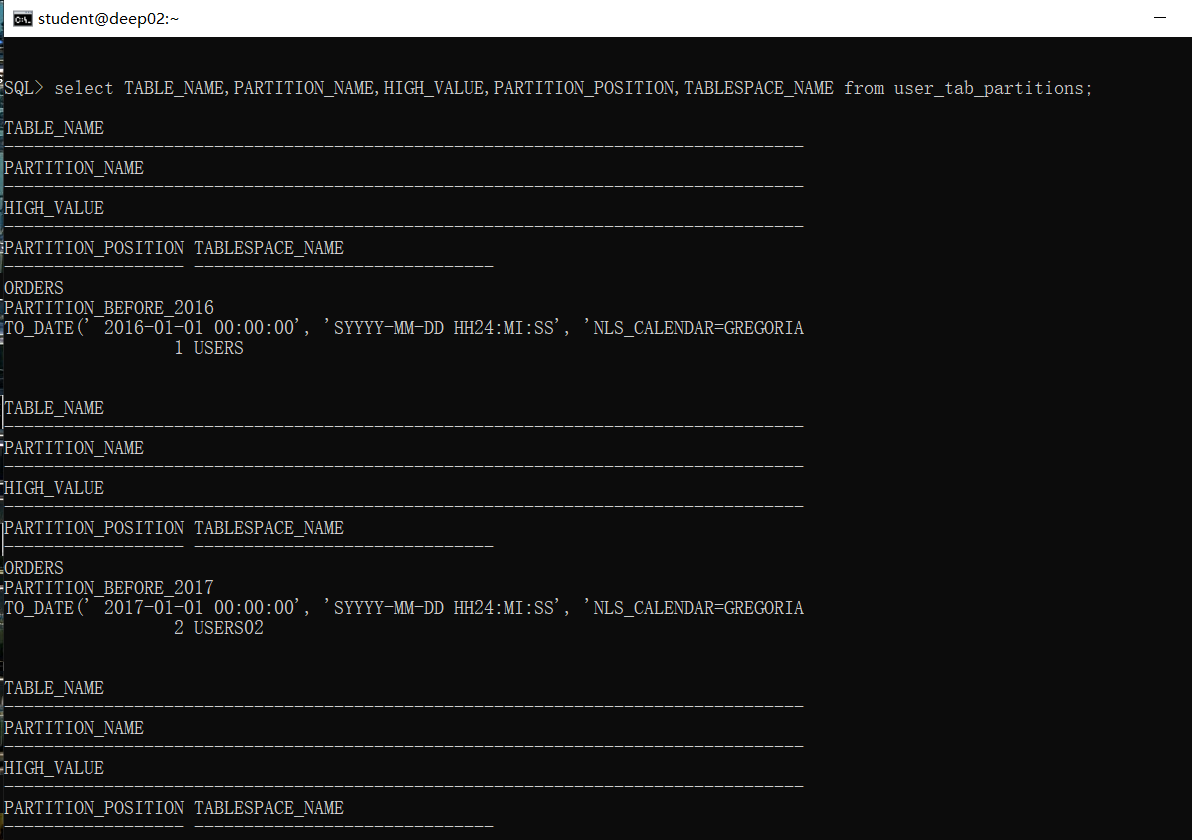 student@deep02:~
SQL> select TABLE_NAME,PARTITION_NAME,HIGH_VALUE,PARTITION_POSITION,TABLESPACE_NAME from user_tab_partitions;
TABLE_NAME
--------------------------------------------------------------------------------
PARTITION_NAME
--------------------------------------------------------------------------------
HIGH_VALUE
--------------------------------------------------------------------------------
PARTITION_POSITION TABLESPACE_NAME
------------------ ------------------------------
ORDERS
PARTITION_BEFORE_2016
TO_DATE(' 2016-01-01 00:00:00', 'SYYYY-MM-DD HH24:MI:SS', 'NLS_CALENDAR=GREGORIA
                 1 USERS
TABLE_NAME
--------------------------------------------------------------------------------
PARTITION_NAME
--------------------------------------------------------------------------------
HIGH_VALUE
--------------------------------------------------------------------------------
PARTITION_POSITION TABLESPACE_NAME
------------------ ------------------------------
ORDERS
PARTITION_BEFORE_2017
TO_DATE(' 2017-01-01 00:00:00', 'SYYYY-MM-DD HH24:MI:SS', 'NLS_CALENDAR=GREGORIA
                 2 USERS02
TABLE_NAME
--------------------------------------------------------------------------------
PARTITION_NAME
--------------------------------------------------------------------------------
HIGH_VALUE
--------------------------------------------------------------------------------
PARTITION_POSITION TABLESPACE_NAME
------------------ ------------------------------